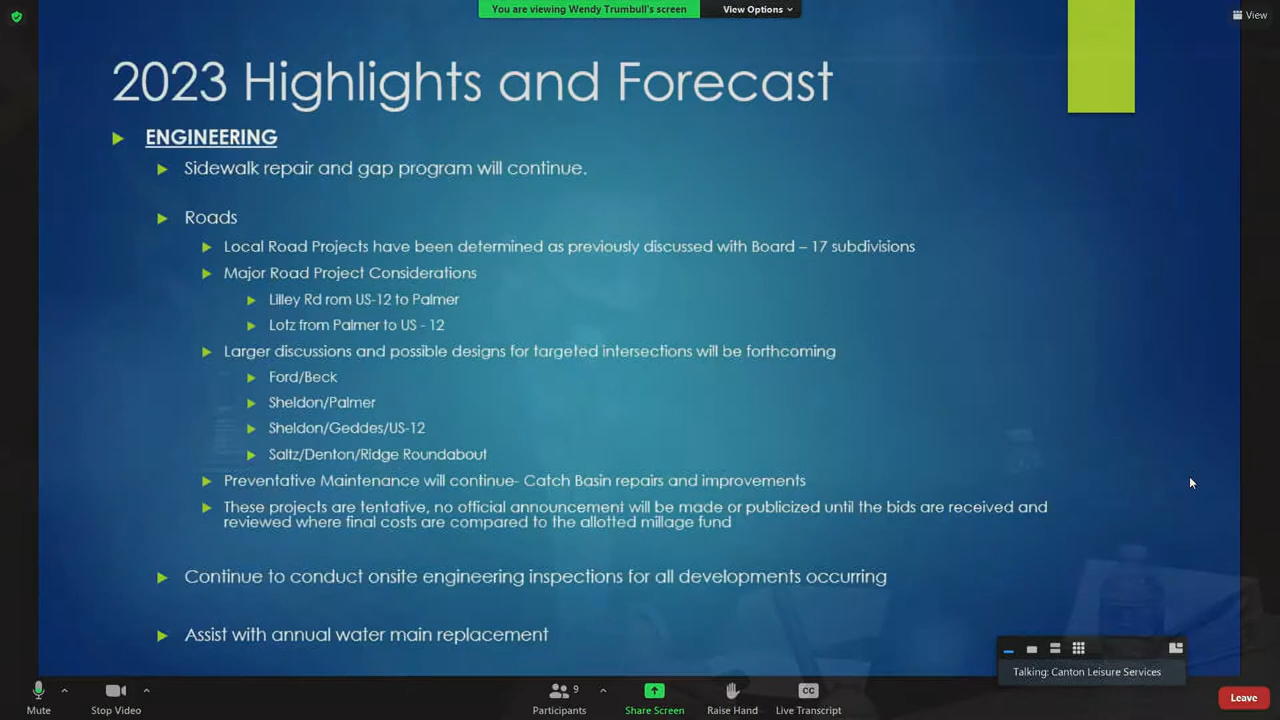 You are viewing Wendy Trumbull's screen
View Options
View
2023 Highlights and Forecast
ENGINEERING
Sidewalk repair and gap program will continue.
Roads
Local Road Projects have been determined as previously discussed with Board – 17 subdivisions
Major Road Project Considerations
Lilley Rd rom US-12 to Palmer
Lotz from Palmer to US - 12
Larger discussions and possible designs for targeted intersections will be forthcoming
Ford/Beck
Sheldon/Palmer
Sheldon/Geddes/US-12
Saltz/Denton/Ridge Roundabout
Preventative Maintenance will continue- Catch Basin repairs and improvements
These projects are tentative, no official announcement will be made or publicized until the bids are received and
reviewed where final costs are compared to the allotted millage fund
Continue to conduct onsite engineering inspections for all developments occurring
Assist with annual water main replacement
Talking: Canton Leisure Services
Mute
Stop Video
9
Participants
Share Screen
Raise Hand
CC
Live Transcript
Leave